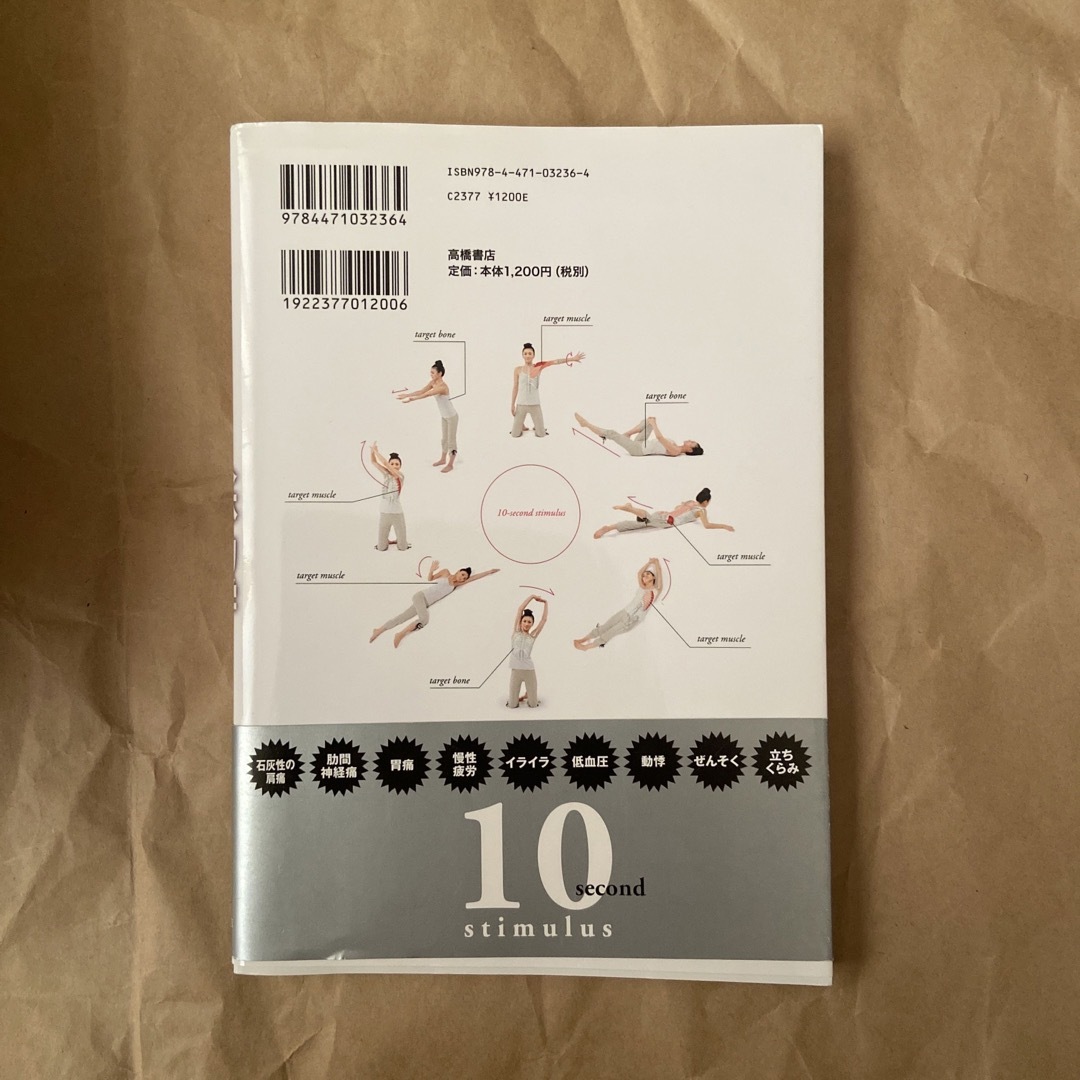 ISBN978-4-471-03236-4
C2377 ¥1200E
9784471032364
高橋書店
定価：本体1,200円（税別）
1922377012006
target bone
target muscle
target bone
target muscle
10-second stimulus
target muscle
target muscle
target muscle
target bone
石灰性の
肩痛
肋間
神経痛
胃痛
慢性
疲労
イライラ
低血圧
動悸
ぜんそく
立ち
くらみ
10
second
stimulus